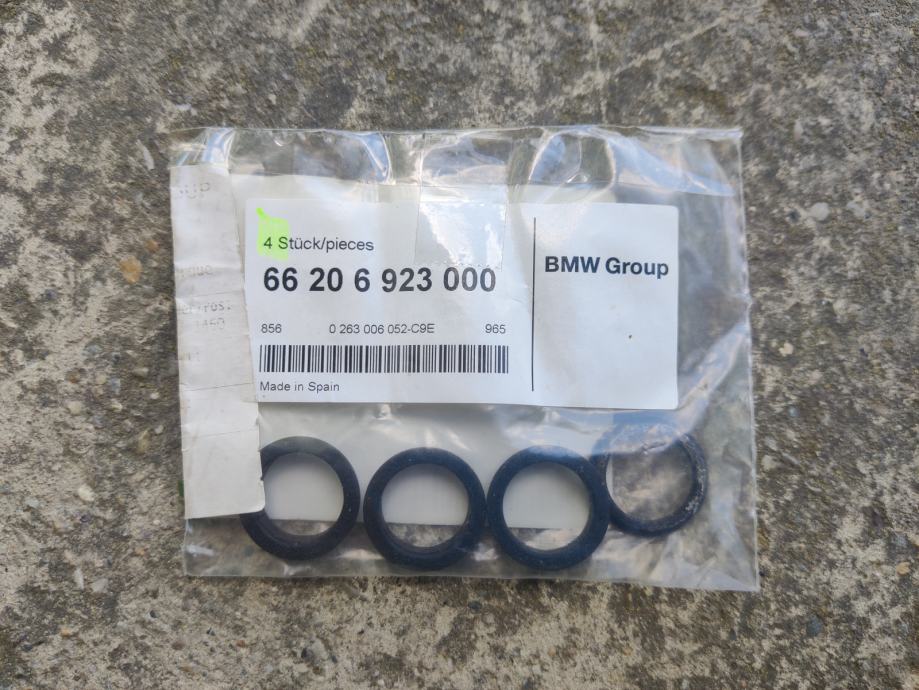 4 Stück/pieces
66 20 6 923 000
BMW Group
856 0 263 006 052-C9E 965
Made in Spain